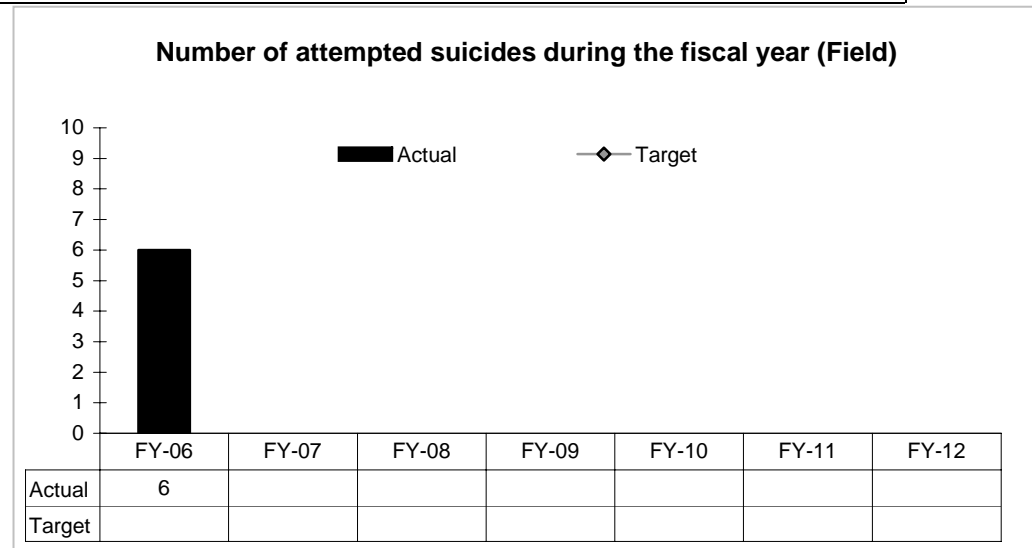 Number of attempted suicides during the fiscal year (Field)
10
9
8
7
6
5
4
3
2
1
0
Actual Target
FY-06 FY-07 FY-08 FY-09 FY-10 FY-11 FY-12
Actual 6
Target